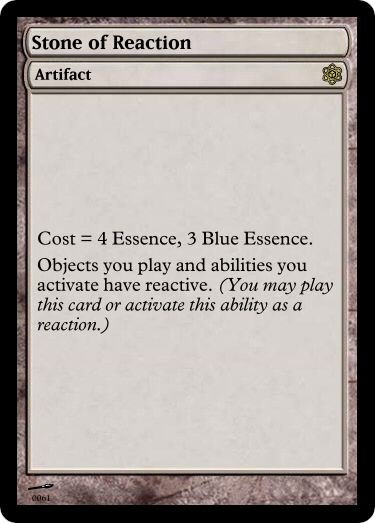 Stone of Reaction
Artifact
Cost = 4 Essence, 3 Blue Essence.
Objects you play and abilities you
activate have reactive. (You may play
this card or activate this ability as a
reaction.)
0061